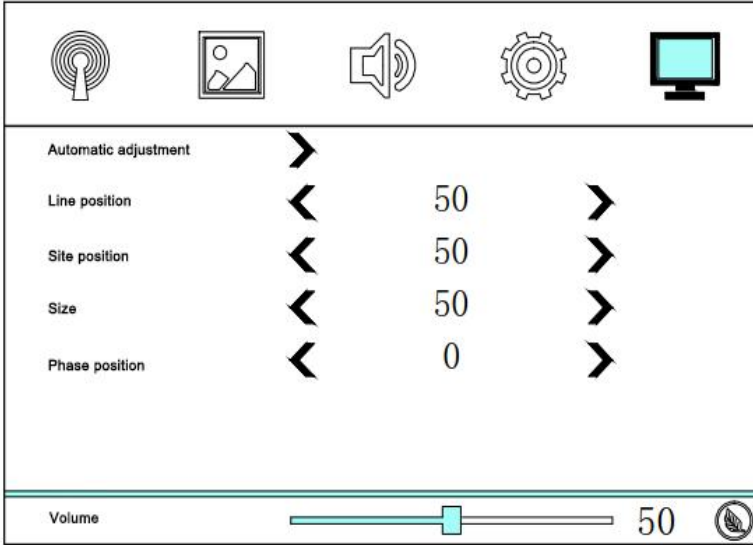 Automatic adjustment
Line position 50
Site position 50
Size 50
Phase position 0
Volume 50